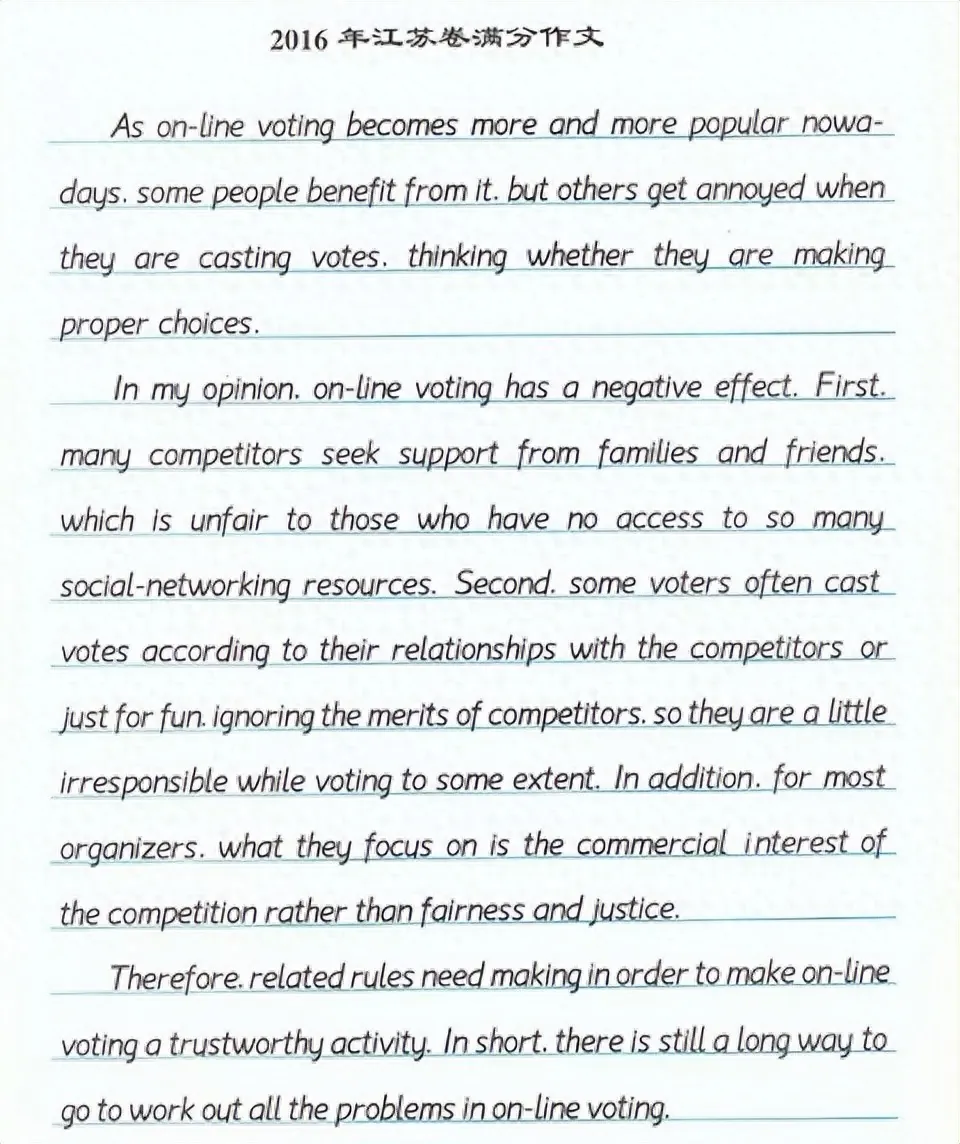 2016 年江苏卷满分作文
As on-line voting becomes more and more popular nowa-
days. some people benefit from it. but others get annoyed when
they are casting votes. thinking whether they are making
proper choices.
In my opinion. on-line voting has a negative effect. First.
many competitors seek support from families and friends.
which is unfair to those who have no access to so many
social-networking resources. Second. some voters often cast
votes according to their relationships with the competitors or
just for fun. ignoring the merits of competitors. so they are a little
irresponsible while voting to some extent. In addition. for most
organizers. what they focus on is the commercial interest of
the competition rather than fairness and justice.
Therefore. related rules need making in order to make on-line
voting a trustworthy activity. In short. there is still a long way to
go to work out all the problems in on-line voting.